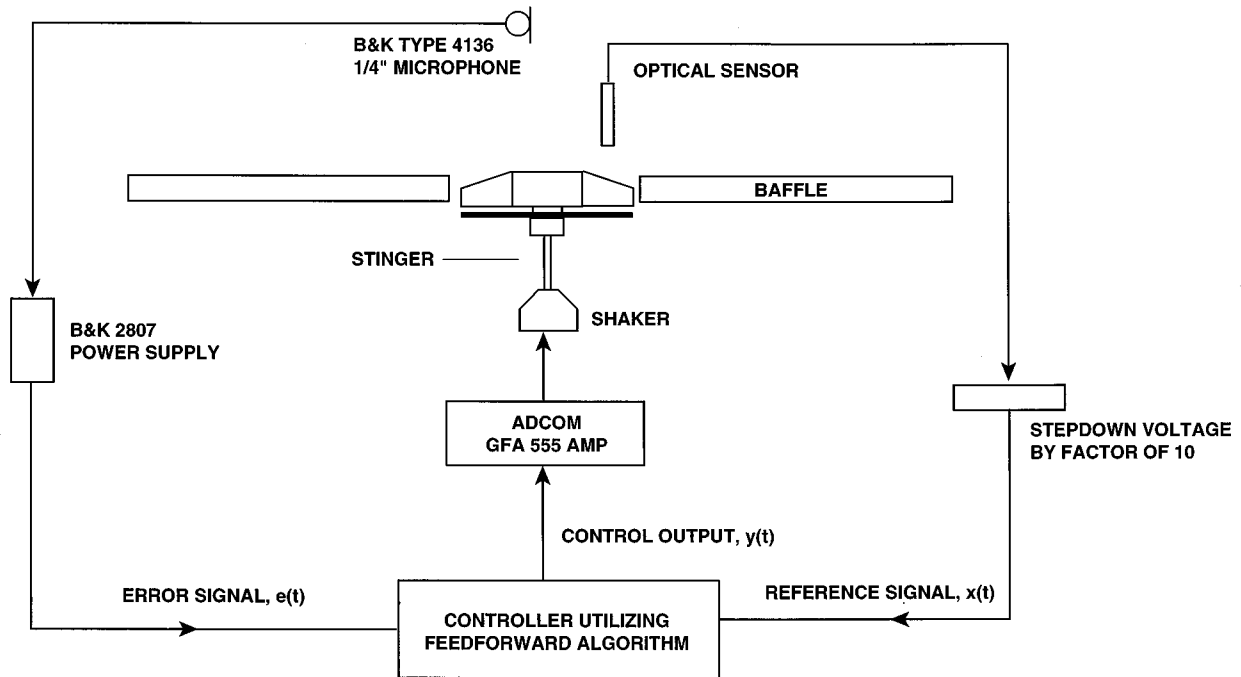 B&K TYPE 4136
1/4" MICROPHONE
OPTICAL SENSOR
BAFFLE
STINGER
SHAKER
B&K 2807
POWER SUPPLY
ADCOM
GFA 555 AMP
STEPDOWN VOLTAGE
BY FACTOR OF 10
CONTROL OUTPUT, y(t)
ERROR SIGNAL, e(t)
REFERENCE SIGNAL, x(t)
CONTROLLER UTILIZING
FEEDFORWARD ALGORITHM